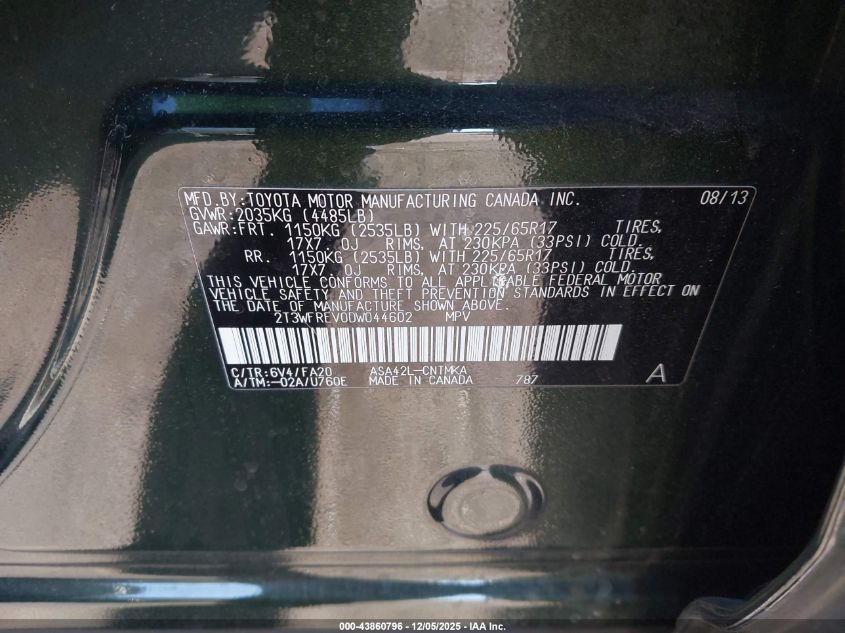 MFD.BY:TOYOTA MOTOR MANUFACTURING CANADA INC. 08/13
GVWR:2035KG (4485LB)
GAWR:FRT. 1150KG (2535LB) WITH 225/65R17 TIRES,
17X7.0J RIMS, AT 230KPA (33PSI) COLD.
RR. 1150KG (2535LB) WITH 225/65R17 TIRES,
17X7.0J RIMS, AT 230KPA (33PSI) COLD.
THIS VEHICLE CONFORMS TO ALL APPLICABLE FEDERAL MOTOR
VEHICLE SAFETY AND THEFT PREVENTION STANDARDS IN EFFECT ON
THE DATE OF MANUFACTURE SHOWN ABOVE.
2T3WFREV0DW044602 MPV
C/TR:6V4/FA20 ASA42L-CNTMKA
A/TM:-02A/U760E MADE IN CANADA 787 A
000-43860796 - 12/05/2025 - IAA Inc.